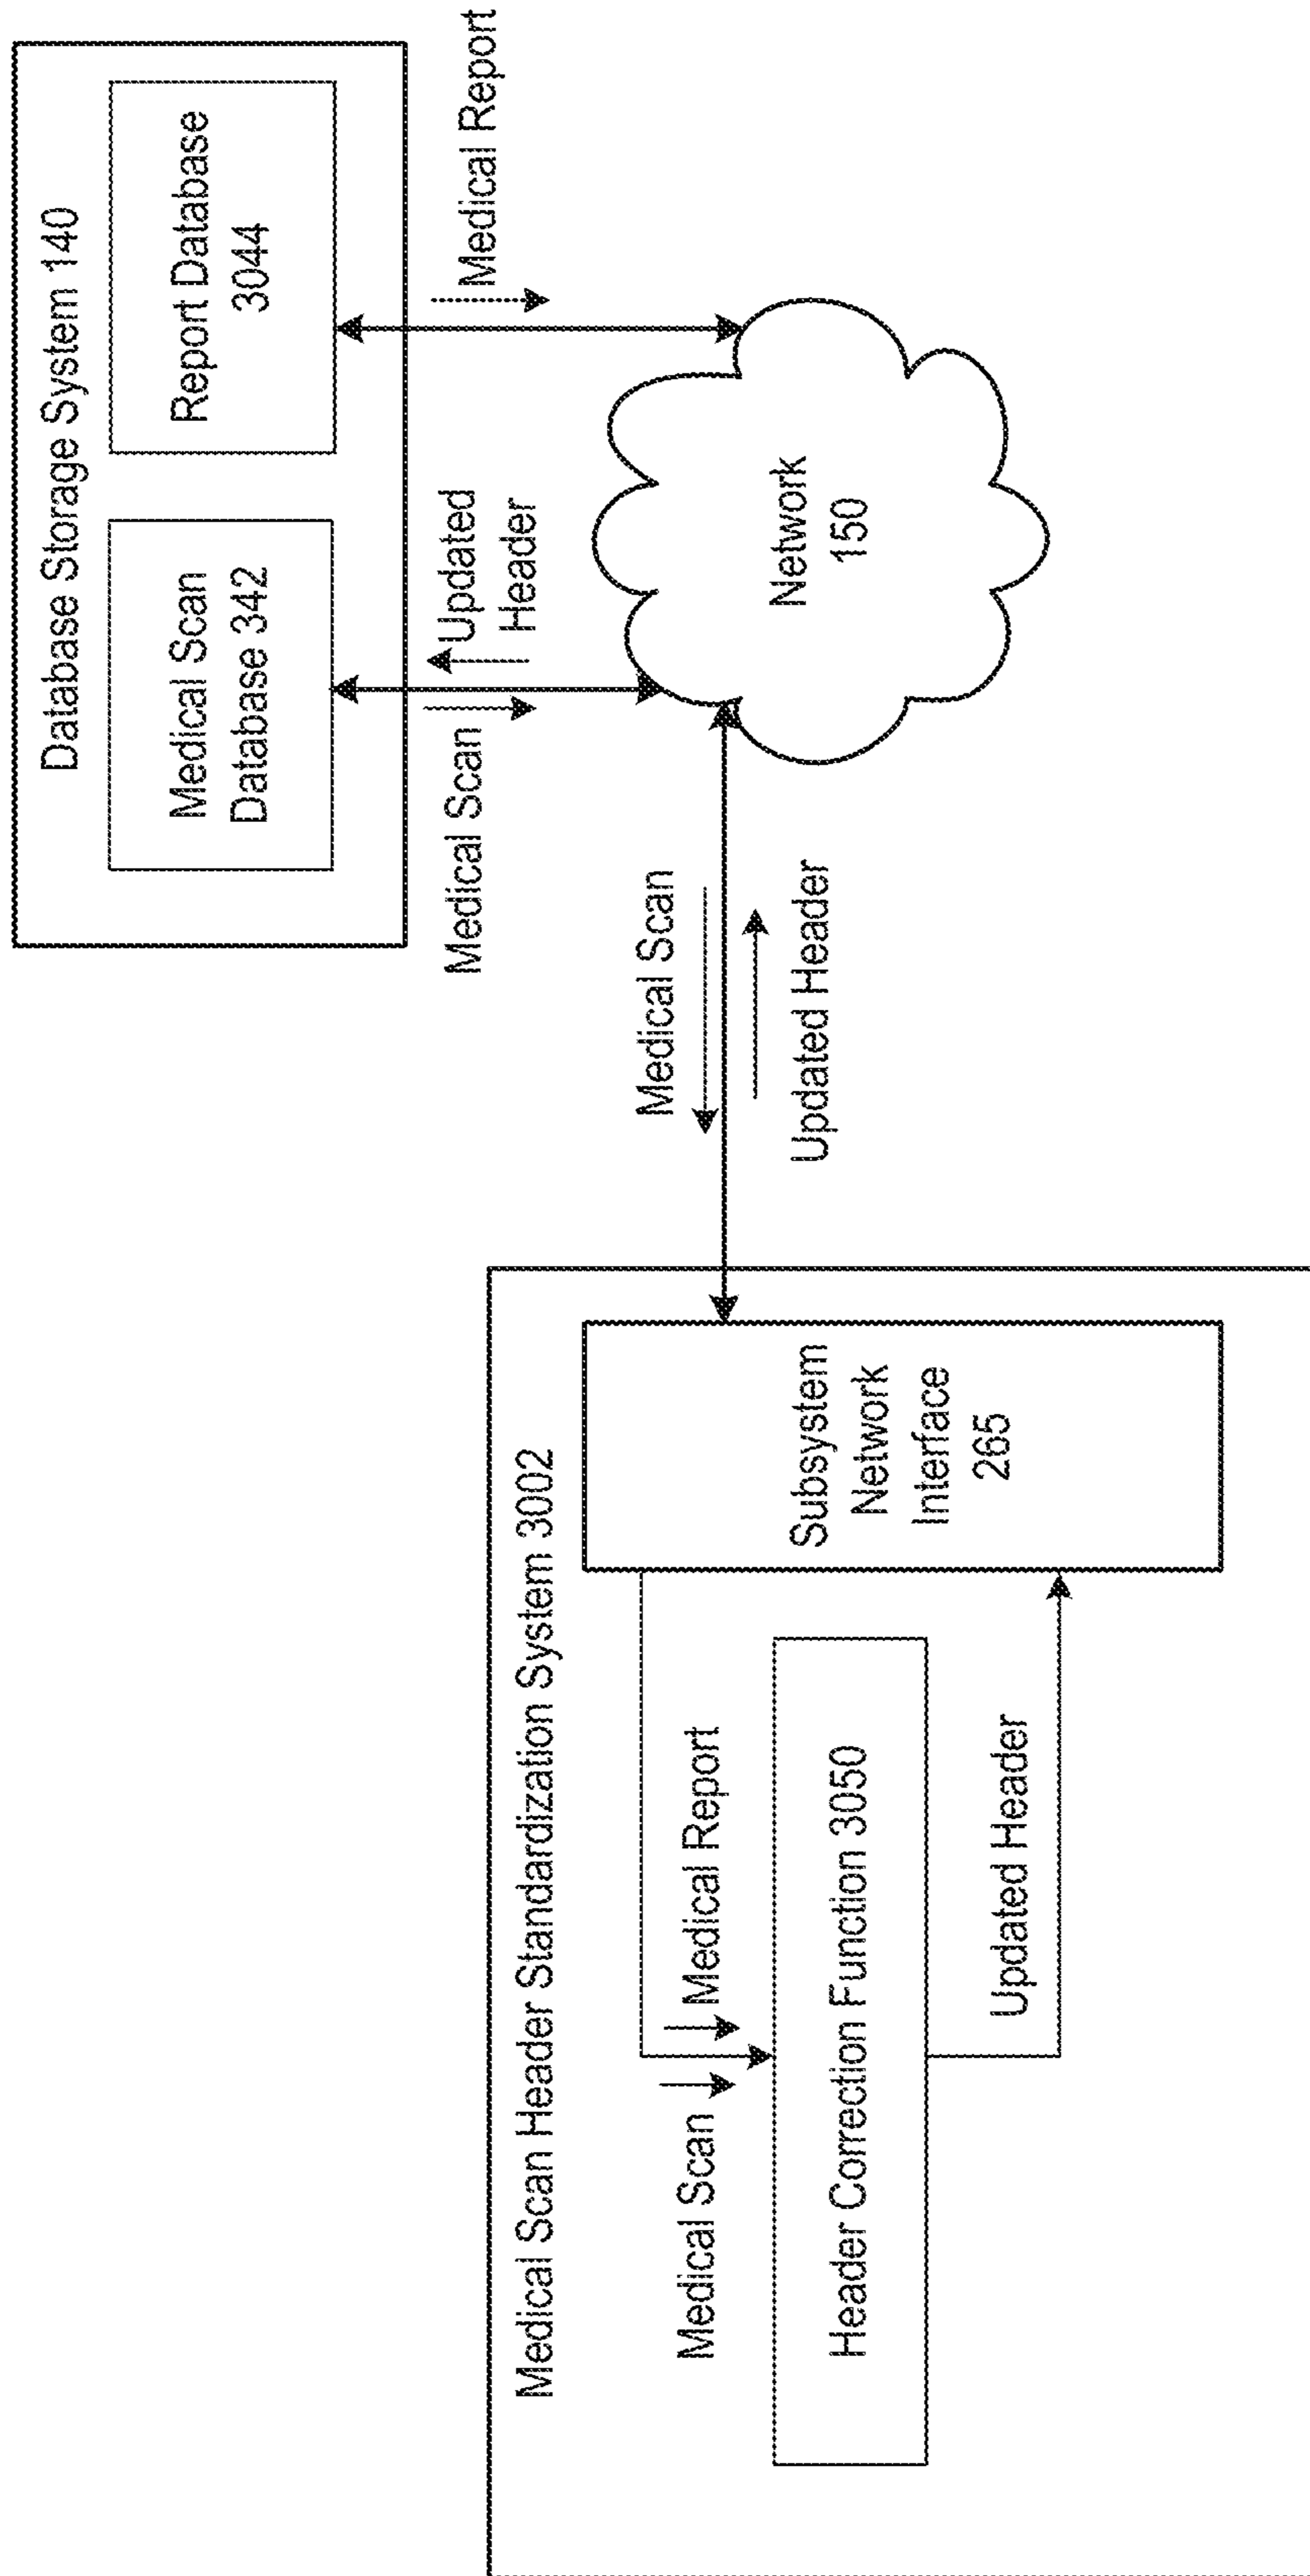 Database Storage System 140
Medical Scan
Database 342
Report Database
3044
Medical Scan
Updated
Header
Medical Report
Network
150
Medical Scan
Updated Header
Medical Scan Header Standardization System 3002
Subsystem
Network
Interface
265
Medical Scan
Medical Report
Header Correction Function 3050
Updated Header